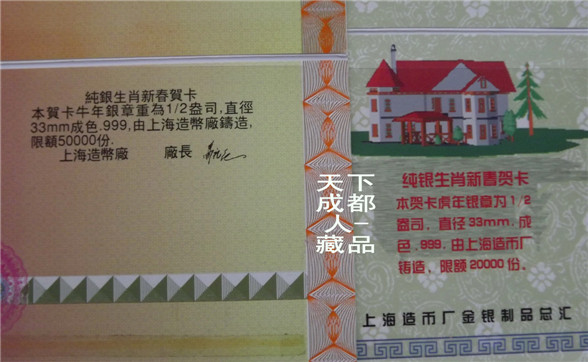 純銀生肖新春賀卡
本賀卡牛年銀章重為1/2盎司,直徑
33mm成色.999,由上海造幣廠鑄造,
限額50000份.
上海造幣廠 廠長
天下
成都
人-
藏品
纯银生肖新春贺卡
本贺卡虎年银章为1/2
盎司，直径33mm.成
色.999.由上海造币厂
铸造、限额20000份.
上海造币厂金银制品总汇